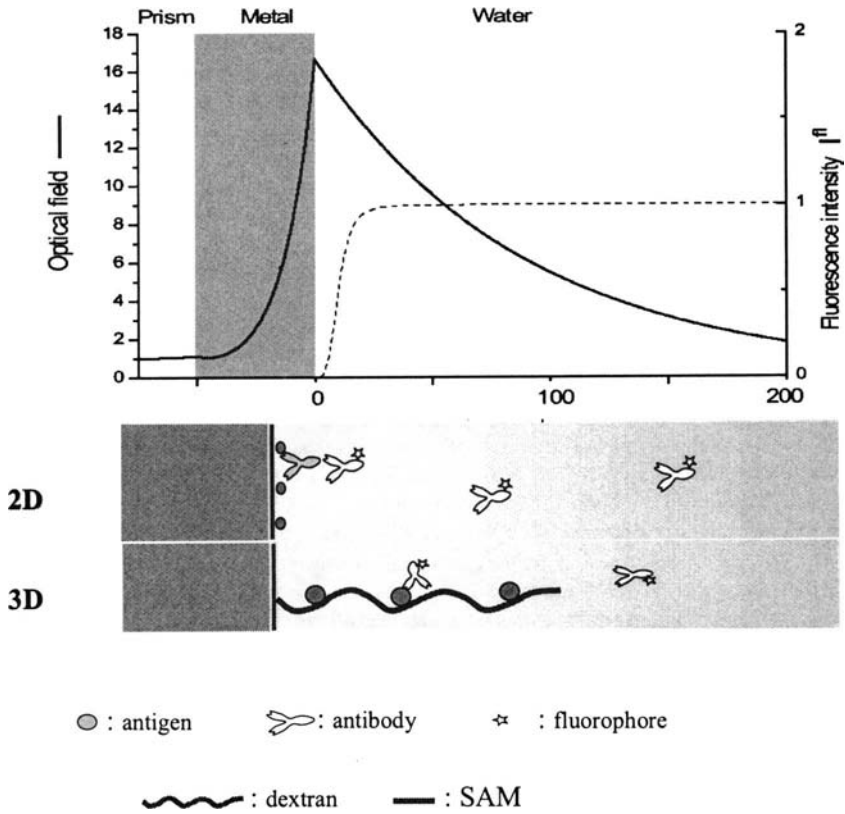 Prism Metal Water
18
16
14
12
10
8
6
4
2
0
Optical field
2
1
0
Fluorescence intensity I^fl
0 100 200
2D
3D
: antigen : antibody : fluorophore
: dextran : SAM